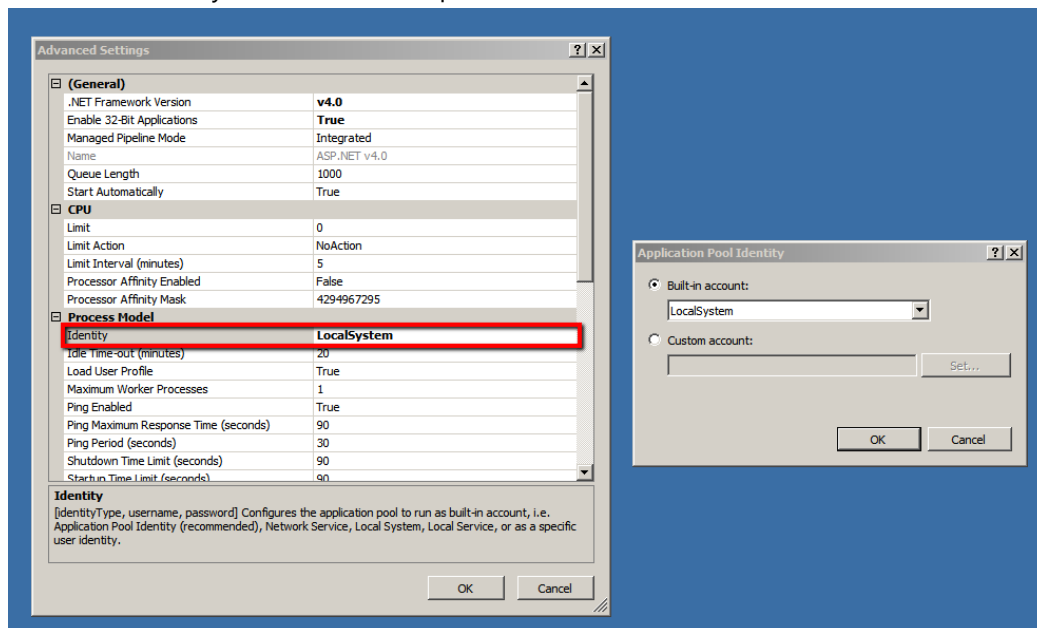 Advanced Settings
(General)
.NET Framework Version v4.0
Enable 32-Bit Applications True
Managed Pipeline Mode Integrated
Name ASP.NET v4.0
Queue Length 1000
Start Automatically True
CPU
Limit 0
Limit Action NoAction
Limit Interval (minutes) 5
Processor Affinity Enabled False
Processor Affinity Mask 4294967295
Process Model
Identity LocalSystem
Idle Time-out (minutes) 20
Load User Profile True
Maximum Worker Processes 1
Ping Enabled True
Ping Maximum Response Time (seconds) 90
Ping Period (seconds) 30
Shutdown Time Limit (seconds) 90
Startup Time Limit (seconds) 90
Identity
[identityType, username, password] Configures the application pool to run as built-in account, i.e.
Application Pool Identity (recommended), Network Service, Local System, Local Service, or as a specific
user identity.
OK Cancel
Application Pool Identity
Built-in account:
LocalSystem
Custom account:
Set...
OK Cancel